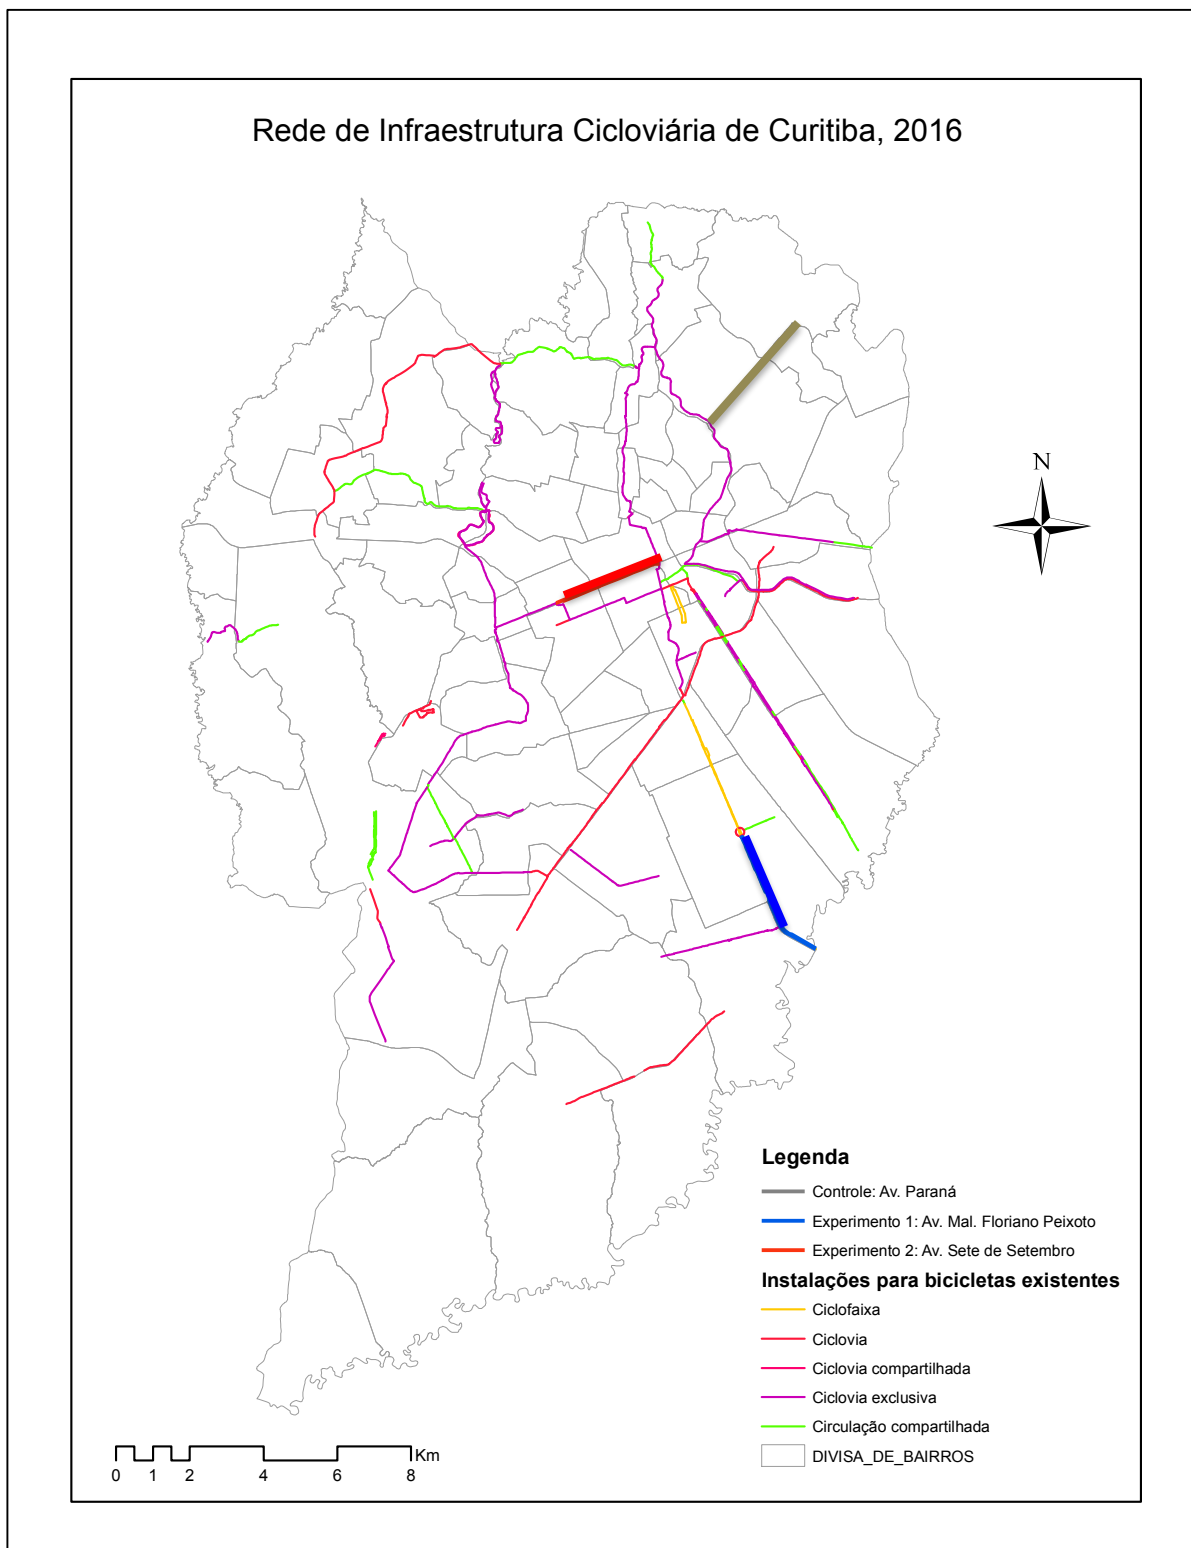 Rede de Infraestrutura Cicloviária de Curitiba, 2016
N
Legenda
Controle: Av. Paraná
Experimento 1: Av. Mal. Floriano Peixoto
Experimento 2: Av. Sete de Setembro
Instalações para bicicletas existentes
Ciclofaixa
Ciclovia
Ciclovia compartilhada
Ciclovia exclusiva
Circulação compartilhada
DIVISA_DE_BAIRROS
Km
0 1 2 4 6 8